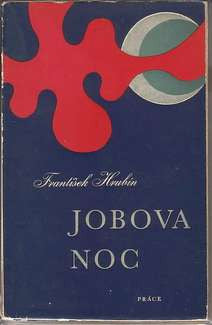 František Hrubín
JOBOVA
NOC
PRÁCE